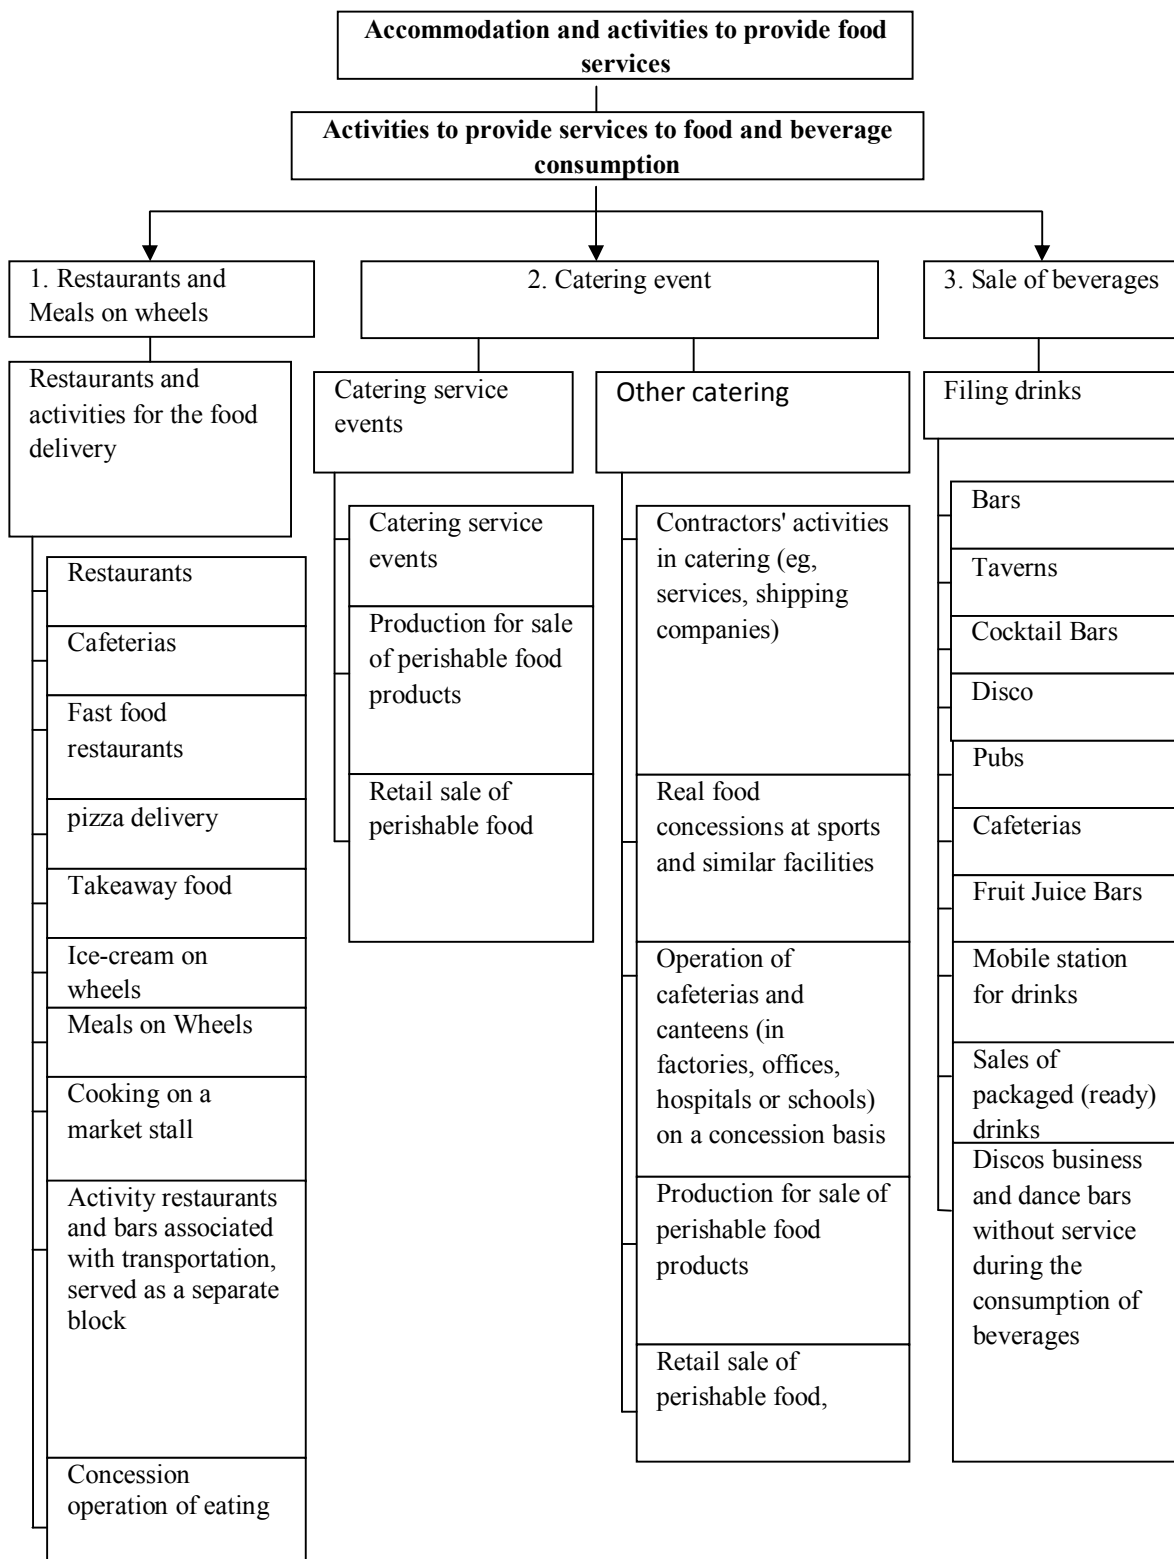 Accommodation and activities to provide food
services
Activities to provide services to food and beverage
consumption
1. Restaurants and
Meals on wheels
2. Catering event
3. Sale of beverages
Restaurants and
activities for the food
delivery
Catering service
events
Other catering
Filing drinks
Restaurants
Cafeterias
Fast food
restaurants
pizza delivery
Takeaway food
Ice-cream on
wheels
Meals on Wheels
Cooking on a
market stall
Activity restaurants
and bars associated
with transportation,
served as a separate
block
Concession
operation of eating
Catering service
events
Production for sale
of perishable food
products
Retail sale of
perishable food
Contractors' activities
in catering (eg,
services, shipping
companies)
Real food
concessions at sports
and similar facilities
Operation of
cafeterias and
canteens (in
factories, offices,
hospitals or schools)
on a concession basis
Production for sale of
perishable food
products
Retail sale of
perishable food,
Bars
Taverns
Cocktail Bars
Disco
Pubs
Cafeterias
Fruit Juice Bars
Mobile station
for drinks
Sales of
packaged (ready)
drinks
Discos business
and dance bars
without service
during the
consumption of
beverages